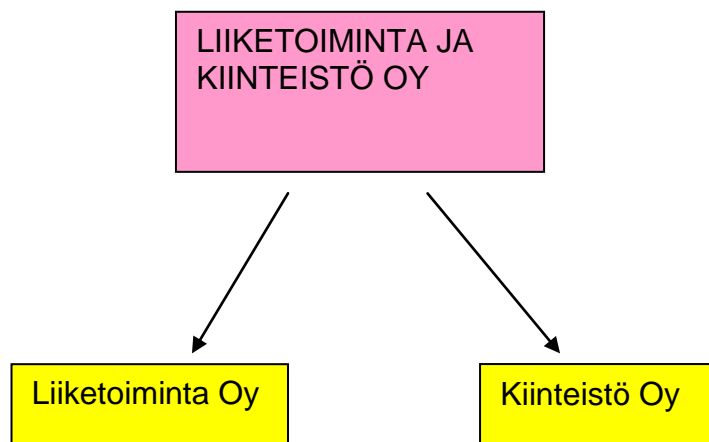 LIIKETOIMINTA JA
KIINTEISTÖ OY
Liiketoiminta Oy
Kiinteistö Oy